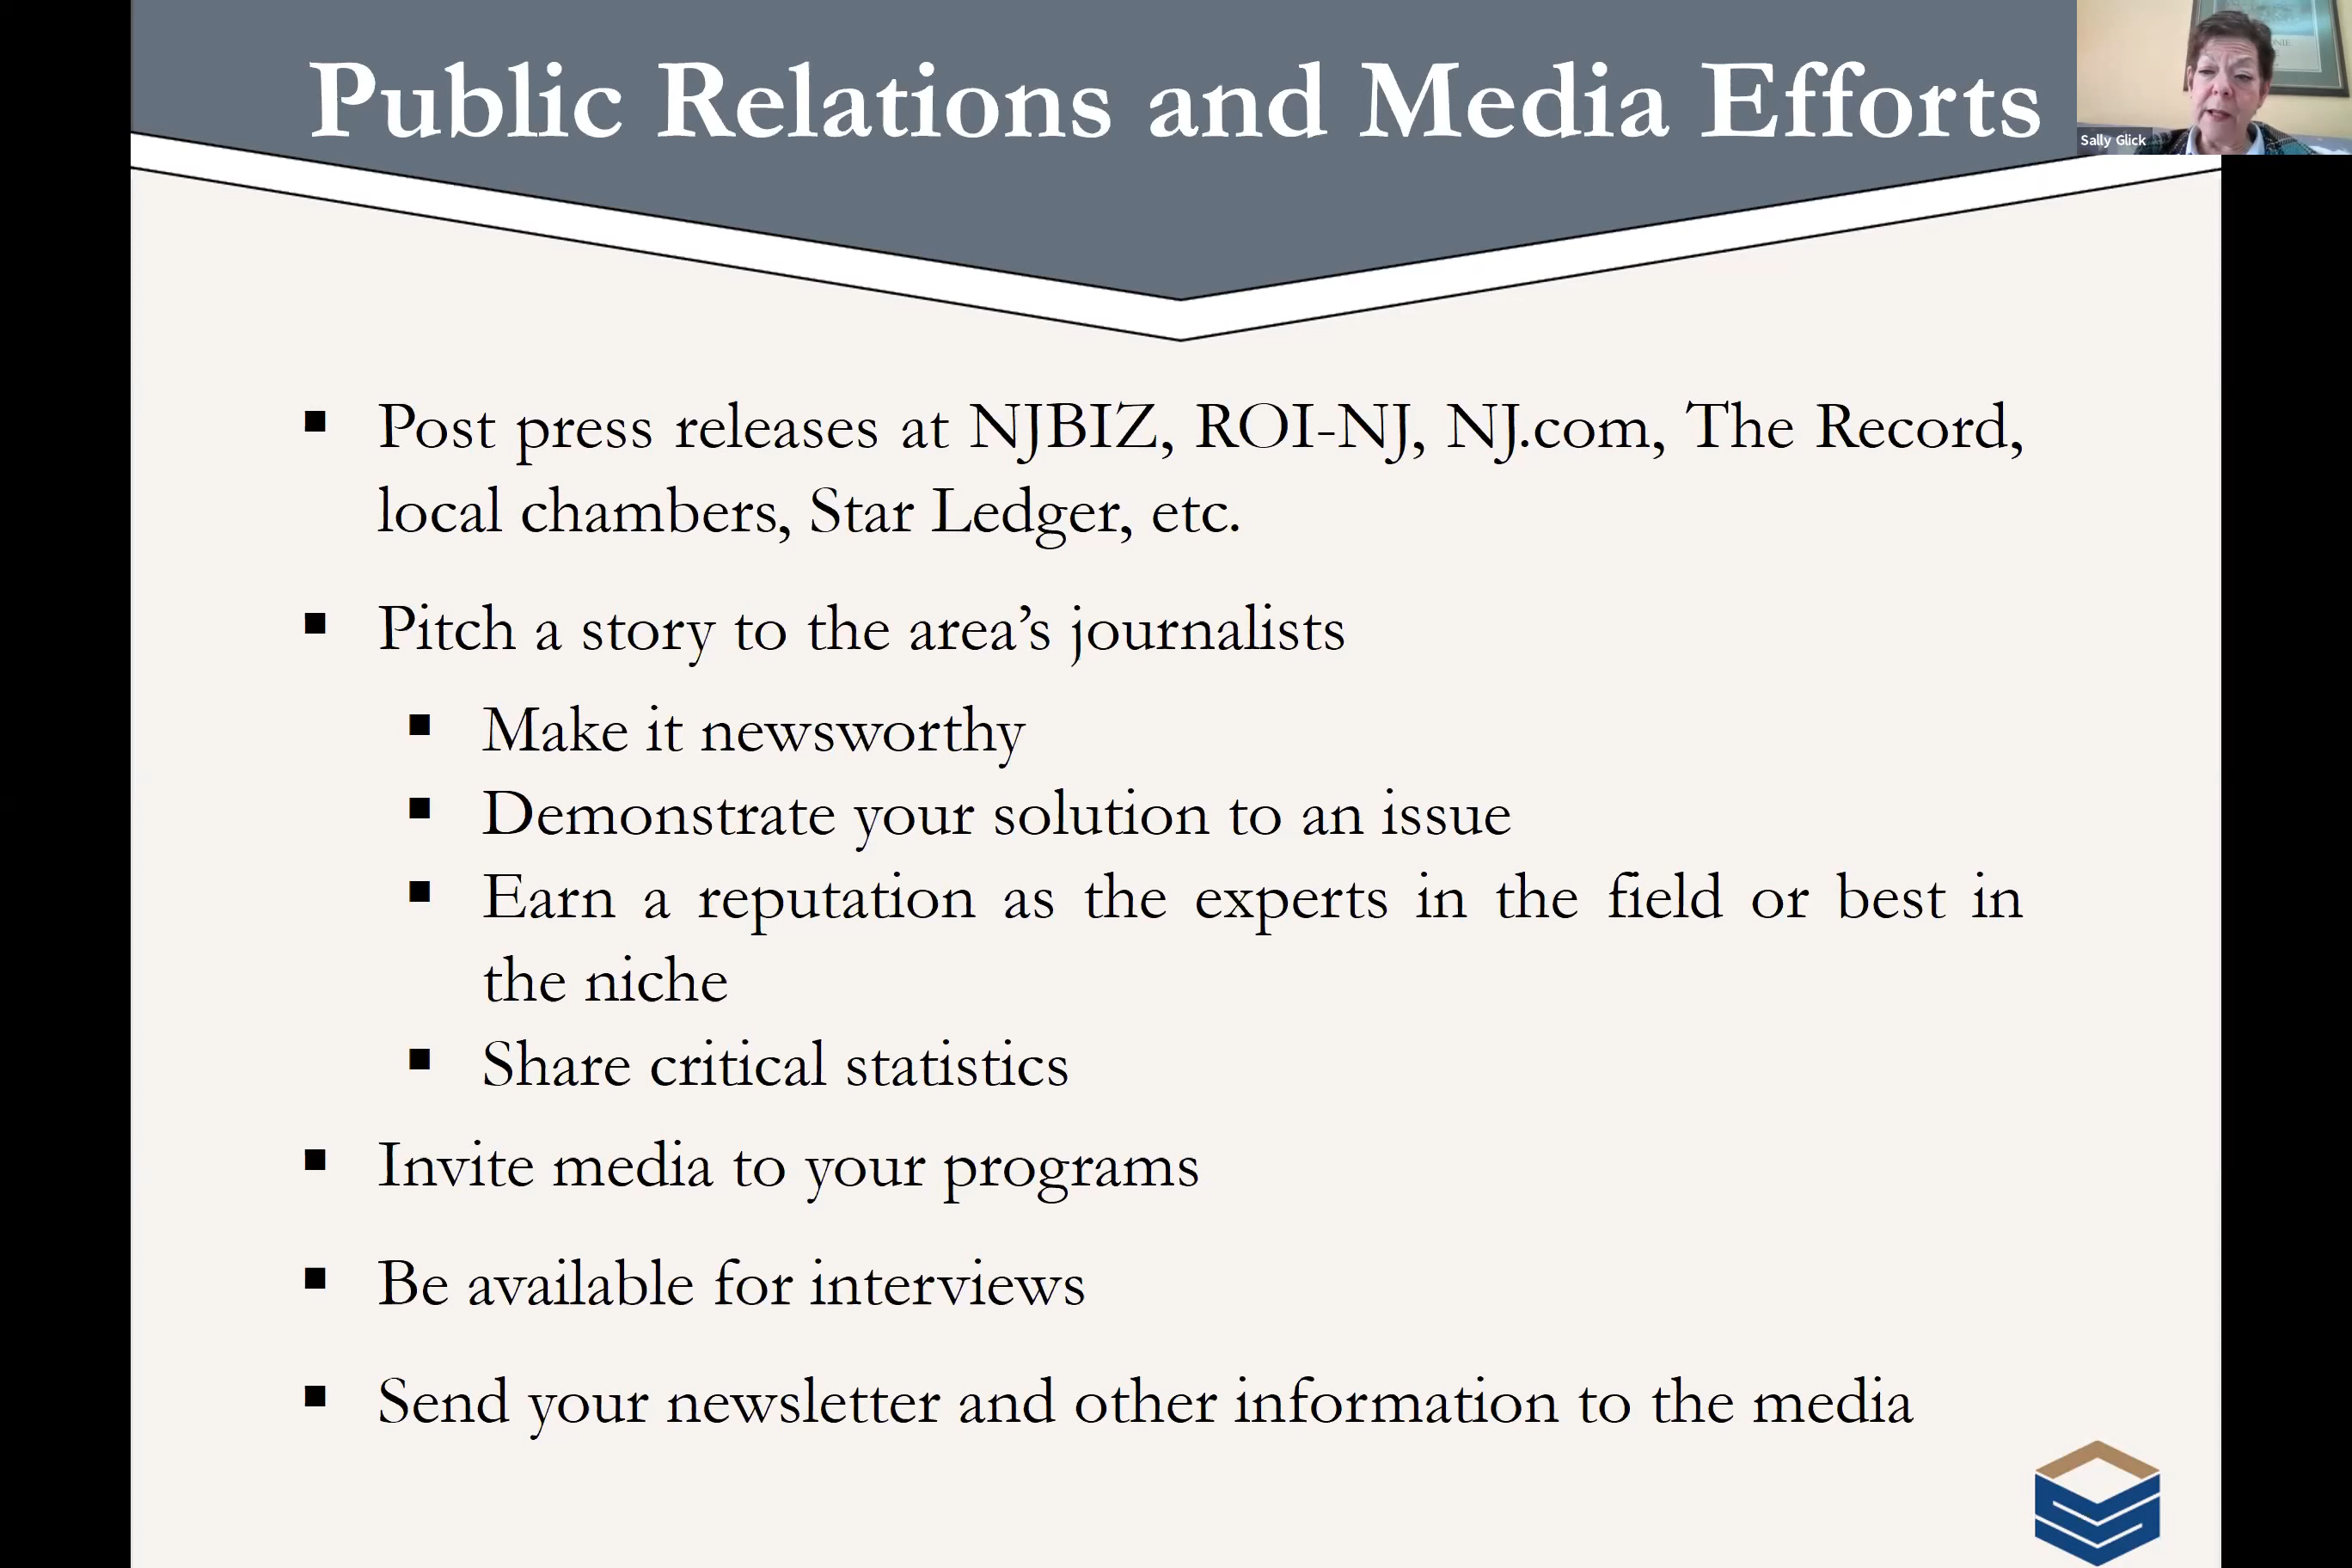 Public Relations and Media Efforts
Sally Glick
▪ Post press releases at NJBIZ, ROI-NJ, NJ.com, The Record,
local chambers, Star Ledger, etc.
▪ Pitch a story to the area’s journalists
▪ Make it newsworthy
▪ Demonstrate your solution to an issue
▪ Earn a reputation as the experts in the field or best in
the niche
▪ Share critical statistics
▪ Invite media to your programs
▪ Be available for interviews
▪ Send your newsletter and other information to the media